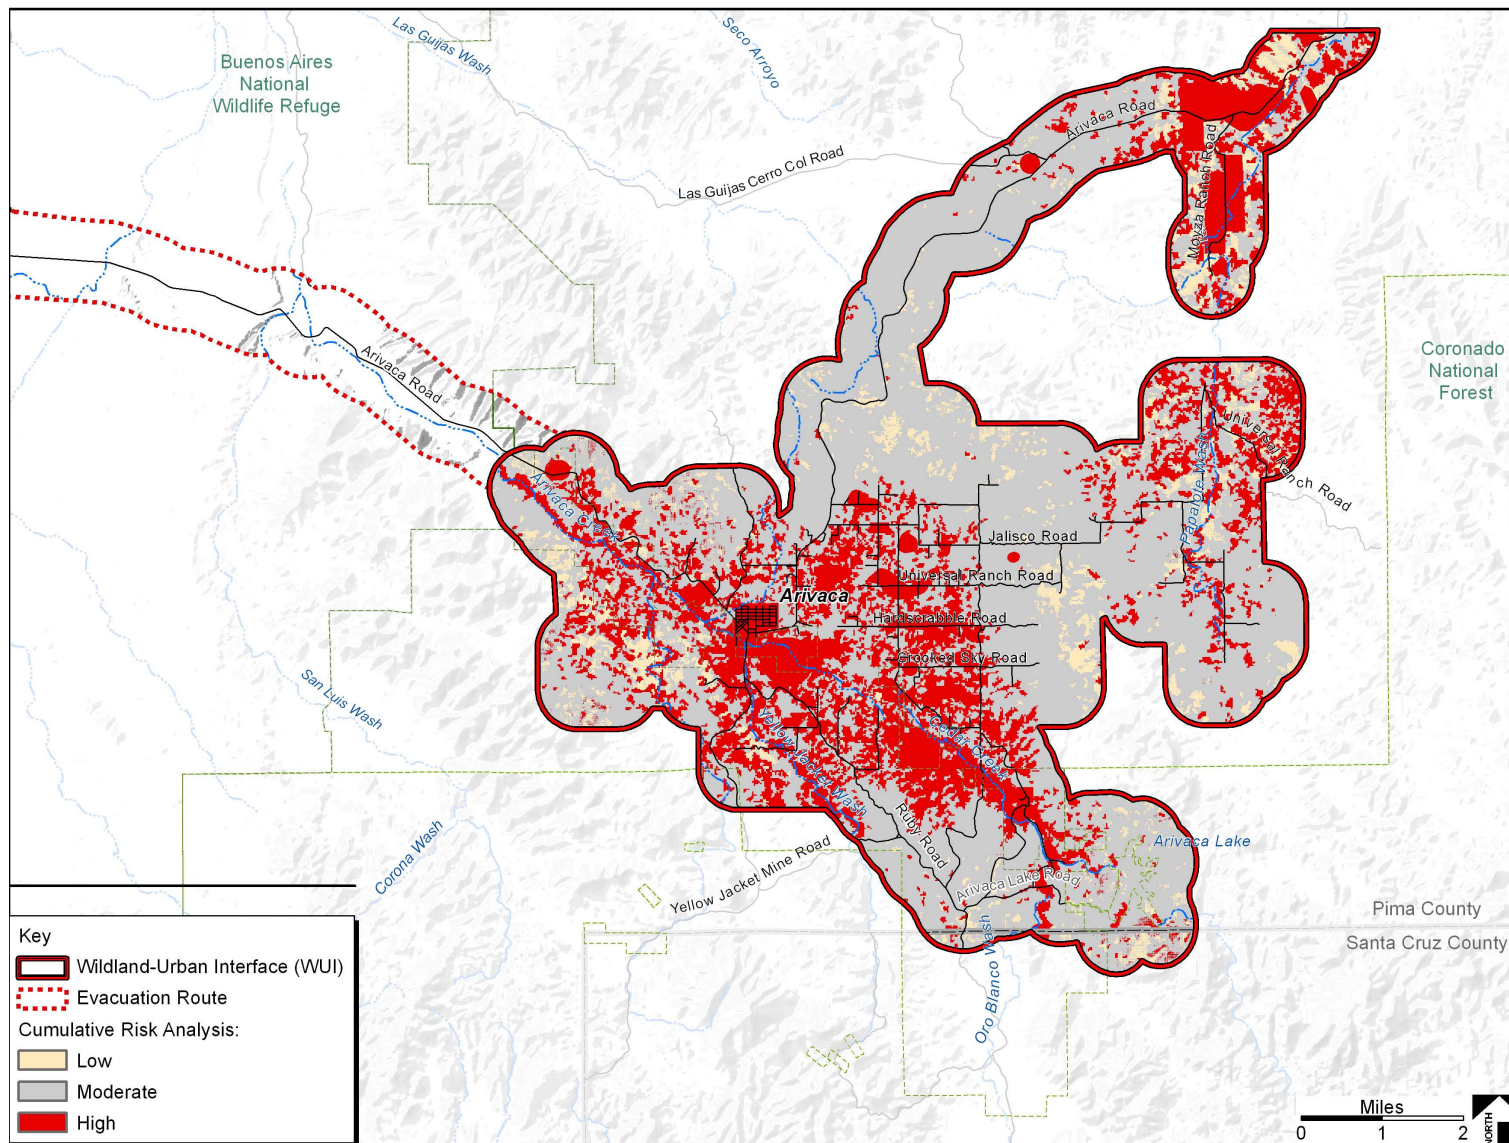 Las Guijas Wash
Seco Arroyo
Buenos Aires
National
Wildlife Refuge
Arivaca Road
Las Guijas Cerro Col Road
Moyza Ranch Road
Coronado
National
Forest
Arivaca Road
Universal Ranch Road
Papalote Wash
Arivaca Creek
Jalisco Road
Universal Ranch Road
Arivaca
Hardscrabble Road
Crooked Sky Road
San Luis Wash
Yellow Jacket Wash
Cedar Creek
Ruby Road
Arivaca Lake
Corona Wash
Yellow Jacket Mine Road
Arivaca Lake Road
Oro Blanco Wash
Pima County
Santa Cruz County
Key
Wildland-Urban Interface (WUI)
Evacuation Route
Cumulative Risk Analysis:
Low
Moderate
High
Miles
0 1 2
NORTH